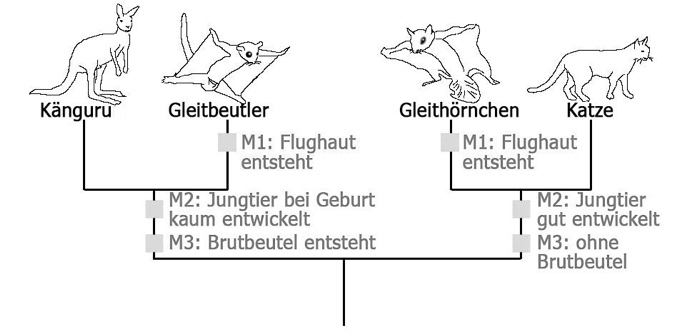 Känguru
Gleitbeutler
Gleithörnchen
Katze
M1: Flughaut
entsteht
M1: Flughaut
entsteht
M2: Jungtier bei Geburt
kaum entwickelt
M3: Brutbeutel entsteht
M2: Jungtier
gut entwickelt
M3: ohne
Brutbeutel